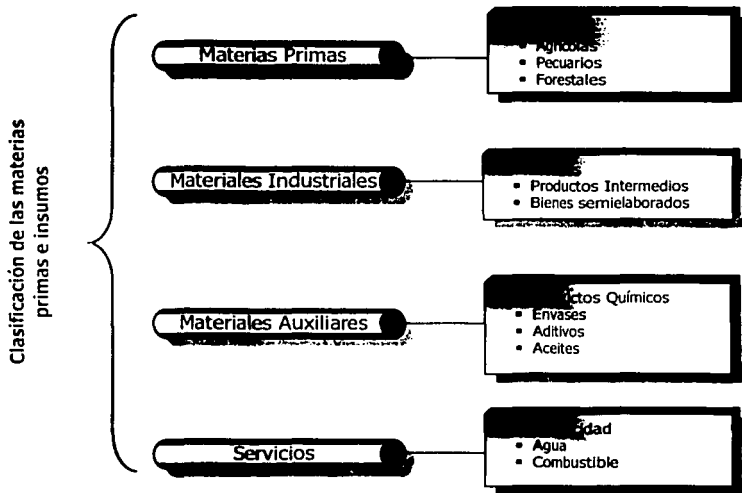 Clasificación de las materias
primas e insumos
Materias Primas
Agrícolas
▪ Pecuarios
▪ Forestales
Materiales Industriales
▪ Productos Intermedios
▪ Bienes semielaborados
Materiales Auxiliares
Químicos
▪ Envases
▪ Aditivos
▪ Aceites
Servicios
▪ Agua
▪ Combustible